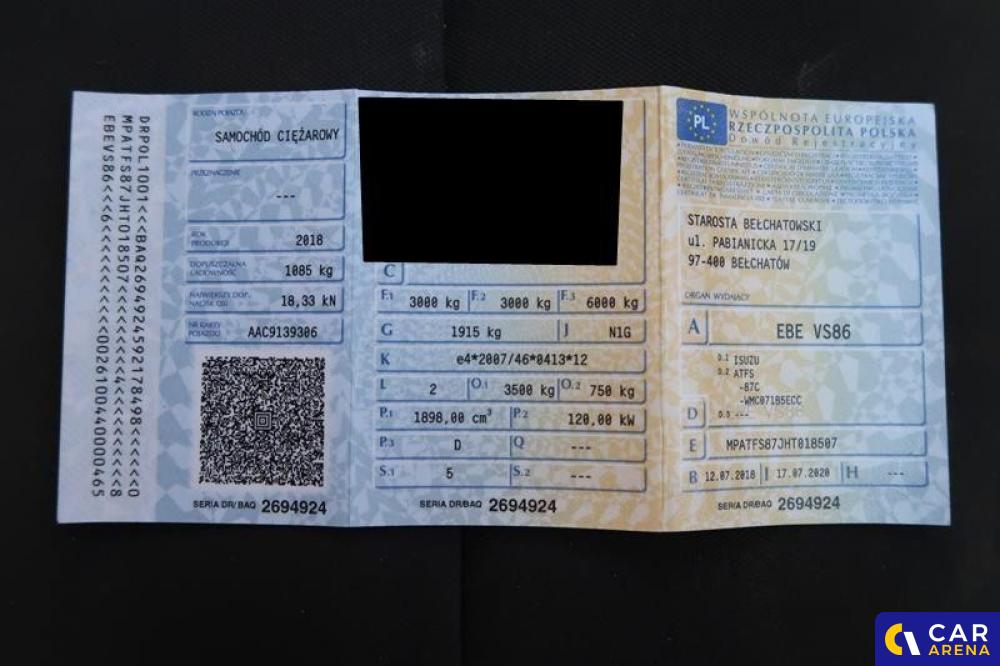 DRPOL1001<<BAQ2694924592178498<<<<<<0
MPATFS87JHT018507<<<<<<<4<<<<<<<<<<<8
EBEVS86<<<6<<<<<<<<<<0026100440000465
RODZAJ POJAZDU
SAMOCHÓD CIĘŻAROWY
PRZEZNACZENIE
---
ROK PRODUKCJI 2018
DOPUSZCZALNA ŁADOWNOŚĆ 1085 kg
NAJWIĘKSZY DOP. NACISK OSI 18,33 kN
NR KARTY POJAZDU AAC9139306
SERIA DR/BAQ 2694924
C
F.1 3000 kg F.2 3000 kg F.3 6000 kg
G 1915 kg J N1G
K e4*2007/46*0413*12
L 2 O.1 3500 kg O.2 750 kg
P.1 1898,00 cm³ P.2 120,00 kW
P.3 D Q ---
S.1 5 S.2 ---
SERIA DR/BAQ 2694924
PL
WSPÓLNOTA EUROPEJSKA
RZECZPOSPOLITA POLSKA
Dowód Rejestracyjny
STAROSTA BEŁCHATOWSKI
ul. PABIANICKA 17/19
97-400 BEŁCHATÓW
ORGAN WYDAJĄCY
A EBE VS86
D.1 ISUZU
D.2 ATFS
-87C
-WMC071B5ECC
D D.3 ---
E MPATFS87JHT018507
B 12.07.2018 I 17.07.2020 H ---
SERIA DR/BAQ 2694924
CAR
ARENA